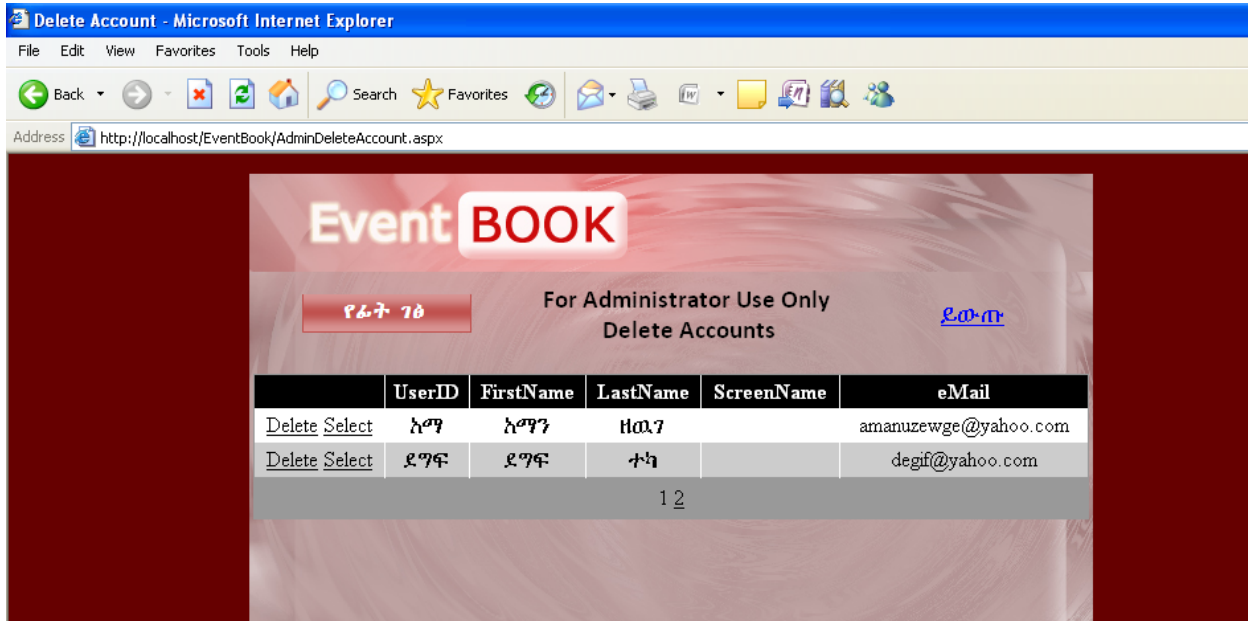 Delete Account - Microsoft Internet Explorer
File Edit View Favorites Tools Help
Back Search Favorites
Address http://localhost/EventBook/AdminDeleteAccount.aspx
Event BOOK
የፊት ገፅ
For Administrator Use Only
Delete Accounts
ይውጡ
UserID FirstName LastName ScreenName eMail
Delete Select አማ አማን ዘዉገ amanuzewge@yahoo.com
Delete Select ደግፍ ደግፍ ተካ degif@yahoo.com
1 2